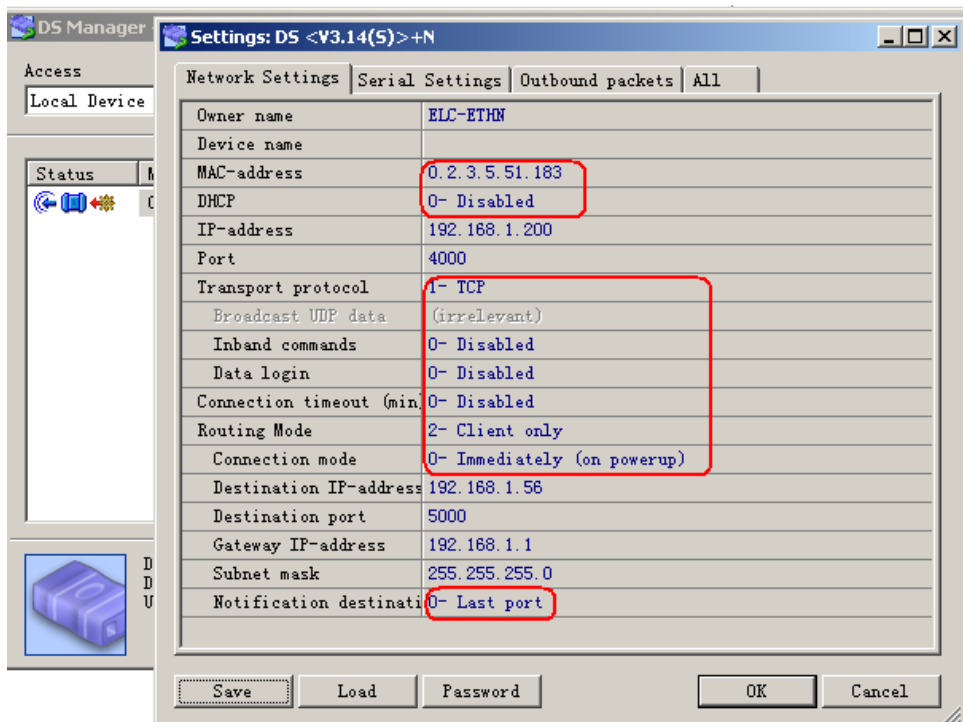 DS Manager
Settings: DS <V3.14(S)>+N
Access
Local Device
Status
Network Settings Serial Settings Outbound packets All
Owner name ELC-ETHN
Device name
MAC-address 0.2.3.5.51.183
DHCP 0- Disabled
IP-address 192.168.1.200
Port 4000
Transport protocol 1- TCP
Broadcast UDP data (irrelevant)
Inband commands 0- Disabled
Data login 0- Disabled
Connection timeout (min) 0- Disabled
Routing Mode 2- Client only
Connection mode 0- Immediately (on powerup)
Destination IP-address 192.168.1.56
Destination port 5000
Gateway IP-address 192.168.1.1
Subnet mask 255.255.255.0
Notification destinati 0- Last port
D
D
U
Save Load Password OK Cancel